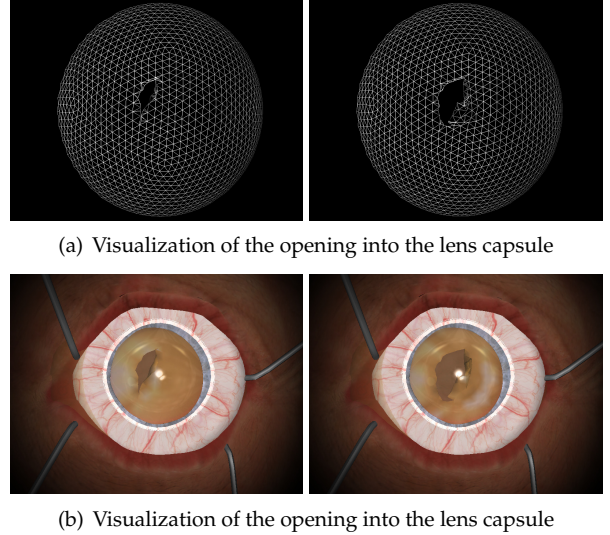 (a) Visualization of the opening into the lens capsule
(b) Visualization of the opening into the lens capsule